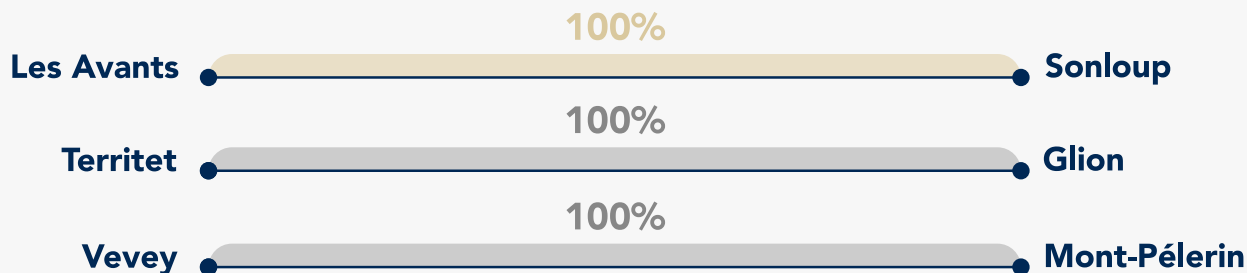 100%
Les Avants Sonloup
100%
Territet Glion
100%
Vevey Mont-Pélerin